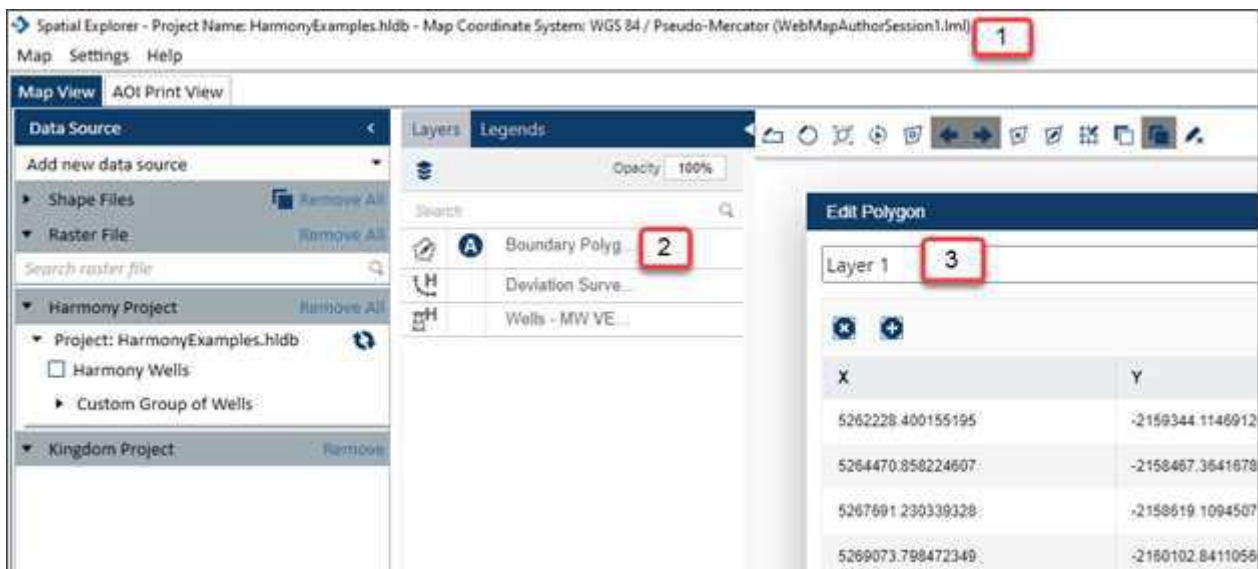 Spatial Explorer - Project Name: HarmonyExamples.hldb - Map Coordinate System: WGS 84 / Pseudo-Mercator (WebMapAuthorSession1.lml)
1
Map Settings Help
Map View AOI Print View
Data Source
Add new data source
Shape Files Remove All
Raster File Remove All
Search raster file
Harmony Project Remove All
Project: HarmonyExamples.hldb
Harmony Wells
Custom Group of Wells
Kingdom Project Remove
Layers Legends
Opacity 100%
Search
A Boundary Polyg...
2
H Deviation Surve...
H Wells - MW VE...
Edit Polygon
Layer 1
3
X Y
5262228.400155195 -2159344.1146912
5264470.858224607 -2158467.3641678
5267691.230339328 -2158619.1094507
5269073.798472349 -2160102.8411056